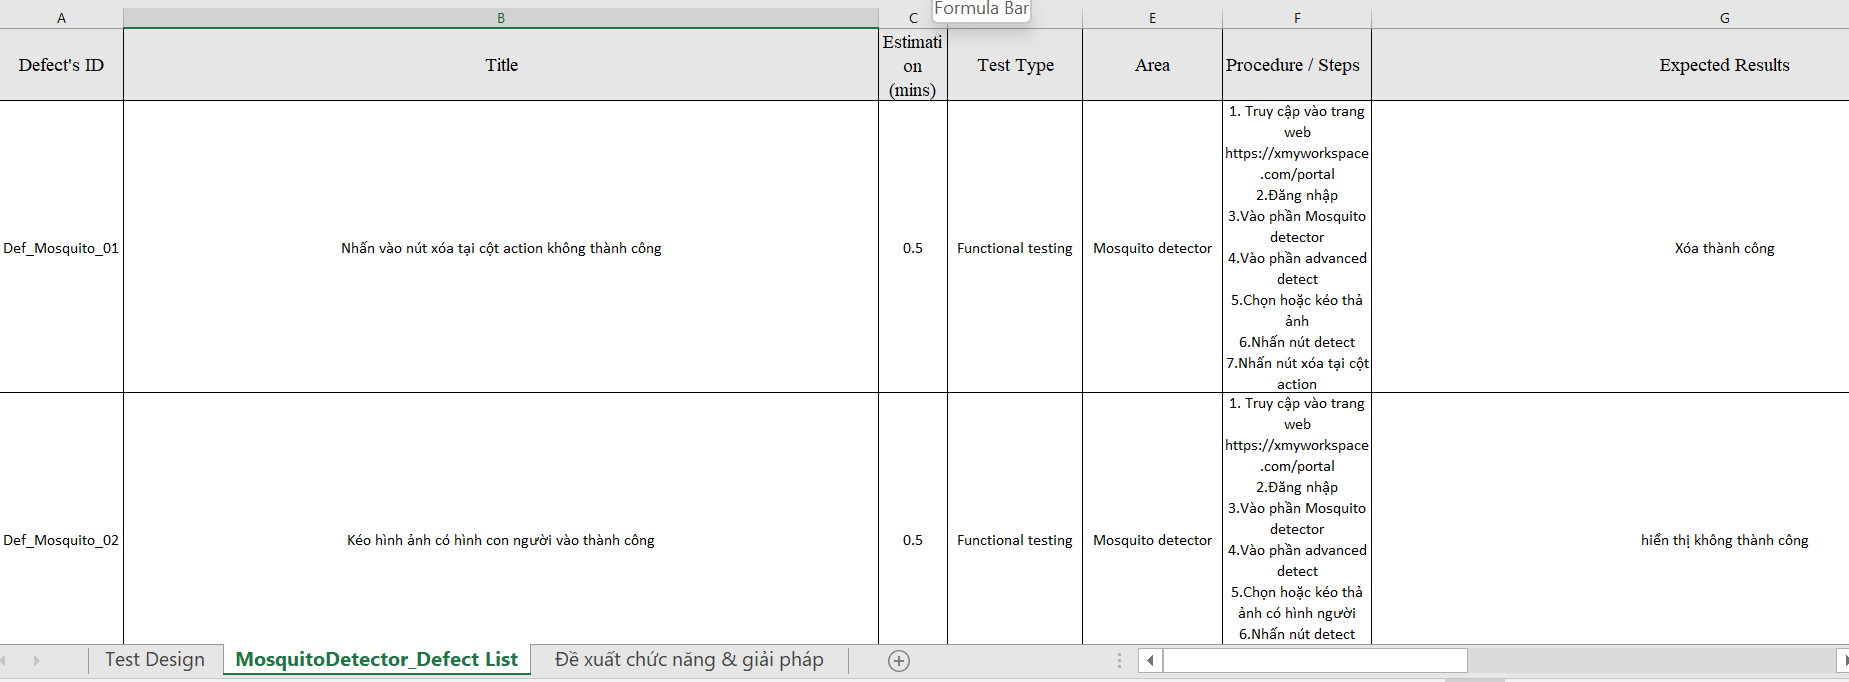 Formula Bar
A
B
C
E
F
G
Defect's ID
Title
Estimati
on
(mins)
Test Type
Area
Procedure / Steps
Expected Results
Def_Mosquito_01
Nhấn vào nút xóa tại cột action không thành công
0.5
Functional testing
Mosquito detector
1. Truy cập vào trang
web
https://xmyworkspace
.com/portal
2.Đăng nhập
3.Vào phần Mosquito
detector
4.Vào phần advanced
detect
5.Chọn hoặc kéo thả
ảnh
6.Nhấn nút detect
7.Nhấn nút xóa tại cột
action
Xóa thành công
Def_Mosquito_02
Kéo hình ảnh có hình con người vào thành công
0.5
Functional testing
Mosquito detector
1. Truy cập vào trang
web
https://xmyworkspace
.com/portal
2.Đăng nhập
3.Vào phần Mosquito
detector
4.Vào phần advanced
detect
5.Chọn hoặc kéo thả
ảnh có hình người
6.Nhấn nút detect
hiển thị không thành công
Test Design
MosquitoDetector_Defect List
Đề xuất chức năng & giải pháp